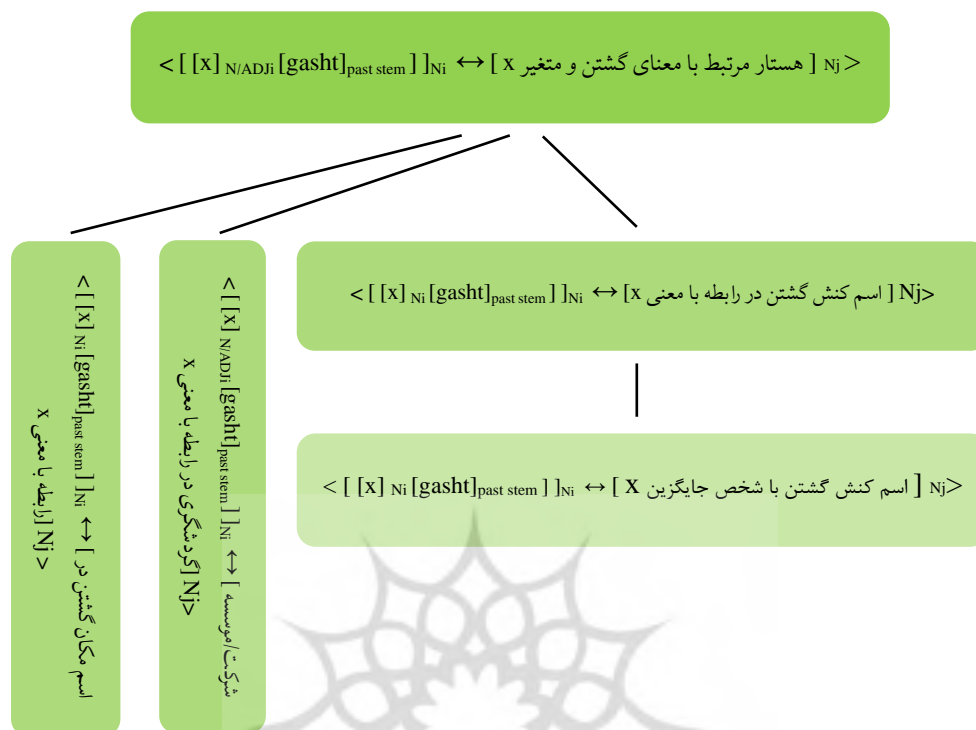 < [ [x] N/ADJi [gasht]past stem ] ]Ni ↔ [ هستار مرتبط با معنای گشتن و متغیر x ] Nj >
< [ [x] Ni [gasht]past stem ] ]Ni ↔ [ اسم کنش گشتن در رابطه با معنی x ] Nj >
< [ [x] Ni [gasht]past stem ] ]Ni ↔ [ اسم کنش گشتن با شخص جایگزین x ] Nj >
< [ [x] N/ADJi [gasht]past stem ] ]Ni ↔ [ شرکت/موسسه
گردشگری در رابطه با معنی x ] Nj >
< [ [x] Ni [gasht]past stem ] ]Ni ↔ [ اسم مکان گشتن در
رابطه با معنی x ] Nj >